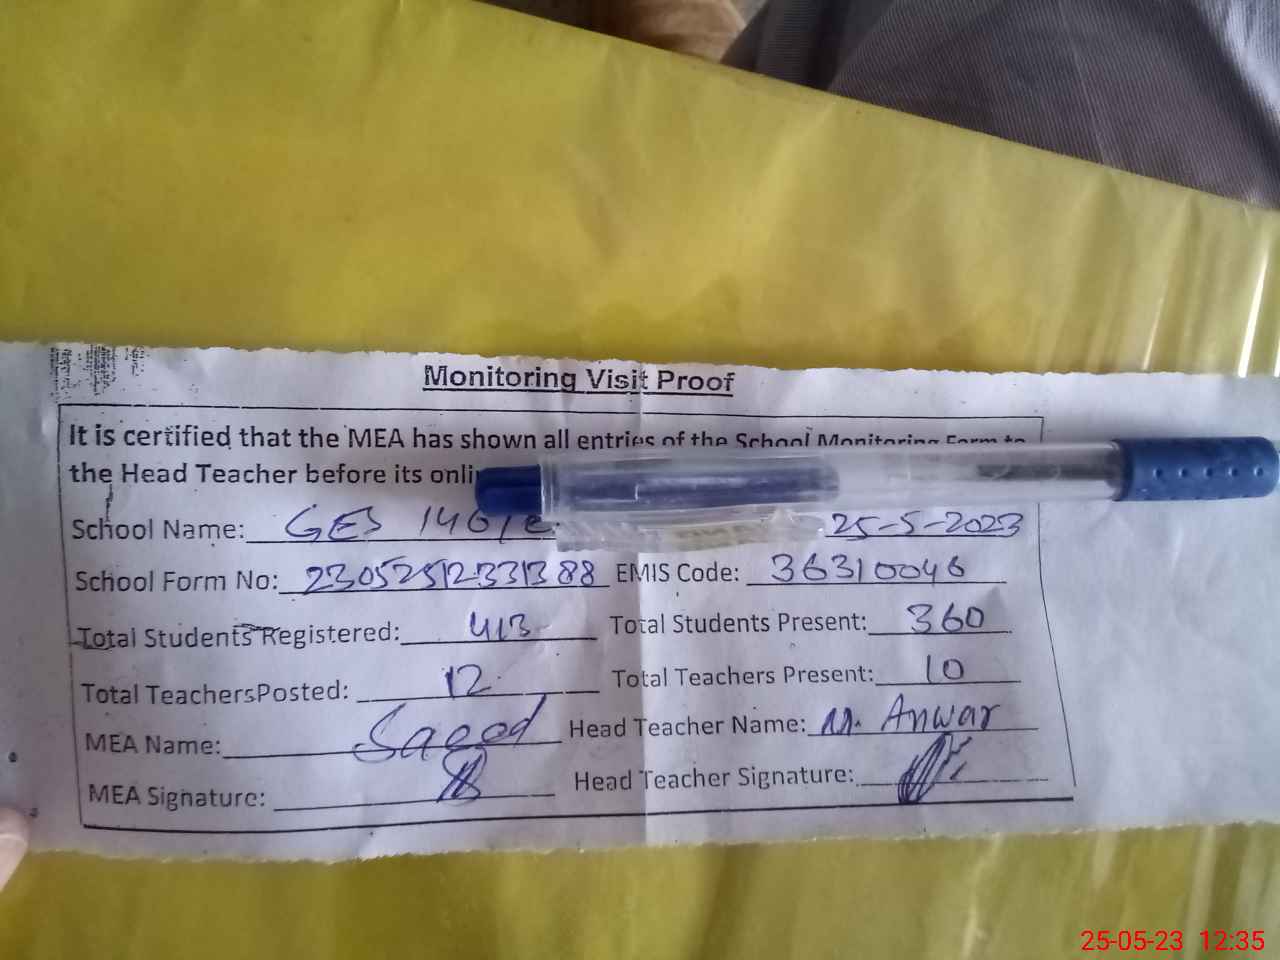 Monitoring Visit Proof
It is certified that the MEA has shown all entries of the School Monitoring Form to
the Head Teacher before its
School Name: GES 25-5-2023
School Form No: 23052512331388 EMIS Code: 36310046
Total Students Registered: 413 Total Students Present: 360
Total TeachersPosted: 12 Total Teachers Present: 10
MEA Name: Saeed Head Teacher Name: M. Anwar
MEA Signature: Head Teacher Signature:
25-05-23 12:35